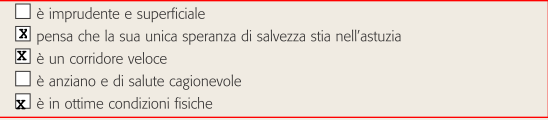 ☐ è imprudente e superficiale
☒ pensa che la sua unica speranza di salvezza stia nell'astuzia
☒ è un corridore veloce
☐ è anziano e di salute cagionevole
☒ è in ottime condizioni fisiche